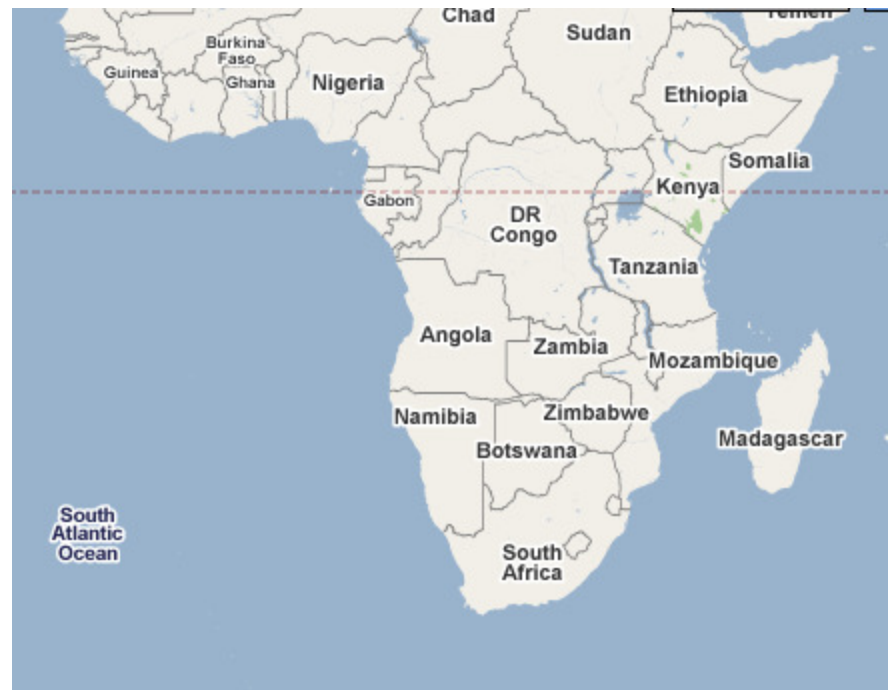 Chad
Yemen
Sudan
Burkina
Faso
Guinea
Ghana
Nigeria
Ethiopia
Somalia
Kenya
Gabon
DR
Congo
Tanzania
Angola
Zambia
Mozambique
Namibia
Zimbabwe
Madagascar
Botswana
South
Atlantic
Ocean
South
Africa